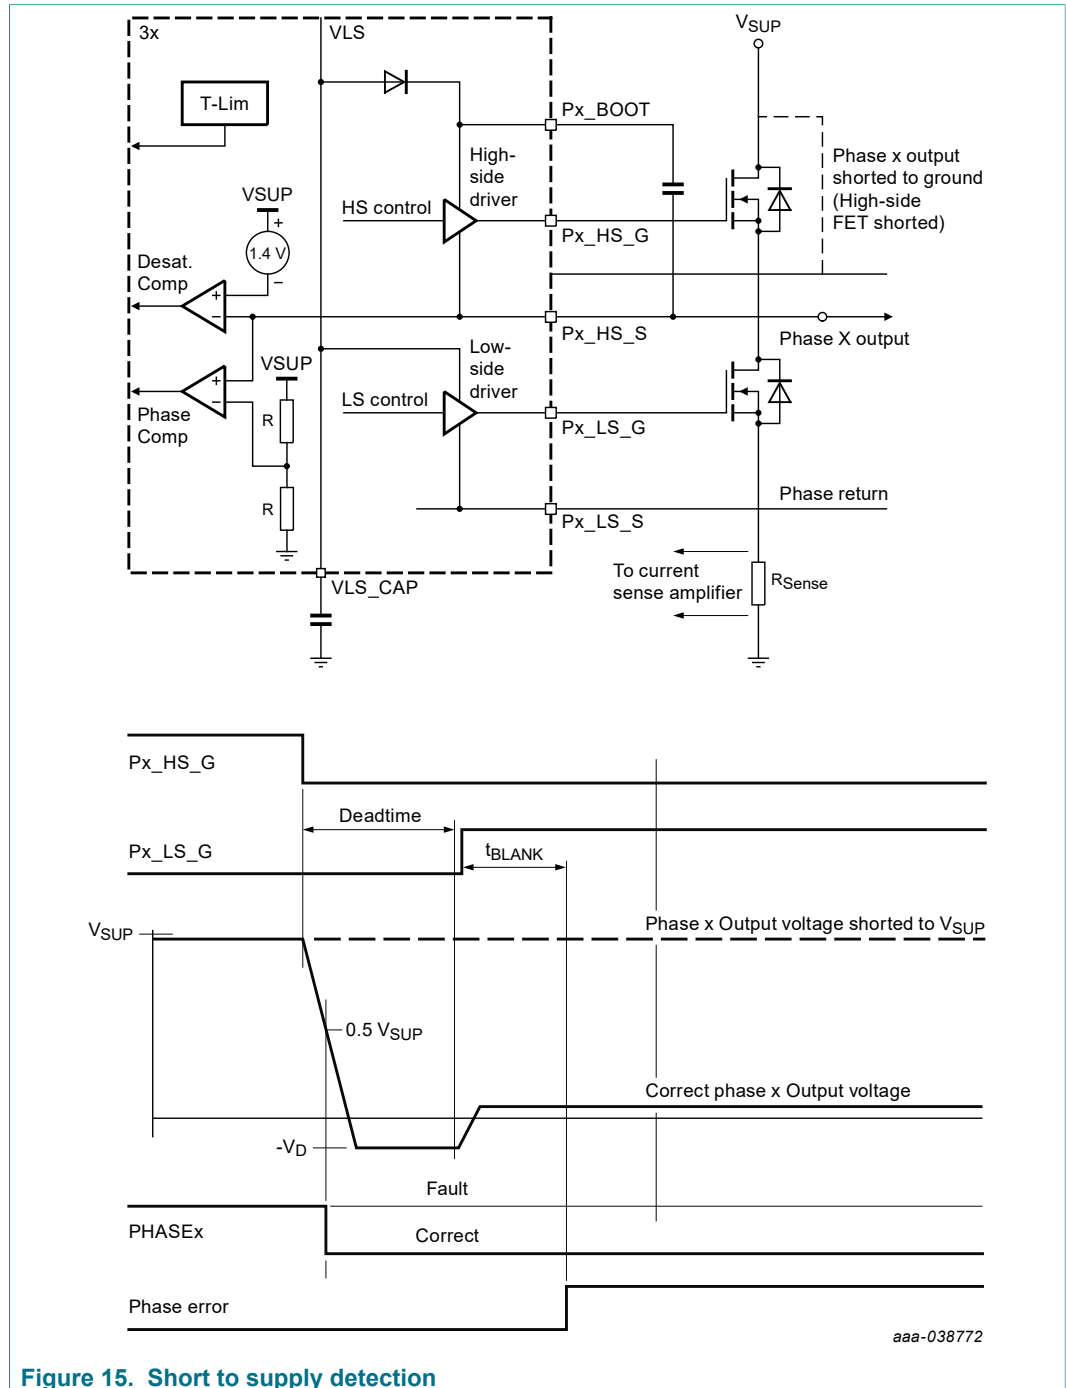 3x
VLS
VSUP
T-Lim
Px_BOOT
High-
side
driver
Phase x output
shorted to ground
(High-side
FET shorted)
VSUP
+
1.4 V
−
HS control
Px_HS_G
Desat.
Comp
+
−
Px_HS_S
Phase X output
Low-
side
driver
VSUP
+
−
LS control
Phase
Comp
R
Px_LS_G
R
Phase return
Px_LS_S
To current
sense amplifier
RSense
VLS_CAP
Px_HS_G
Deadtime
Px_LS_G
tBLANK
VSUP
Phase x Output voltage shorted to VSUP
0.5 VSUP
Correct phase x Output voltage
-VD
Fault
PHASEx
Correct
Phase error
aaa-038772
Figure 15. Short to supply detection